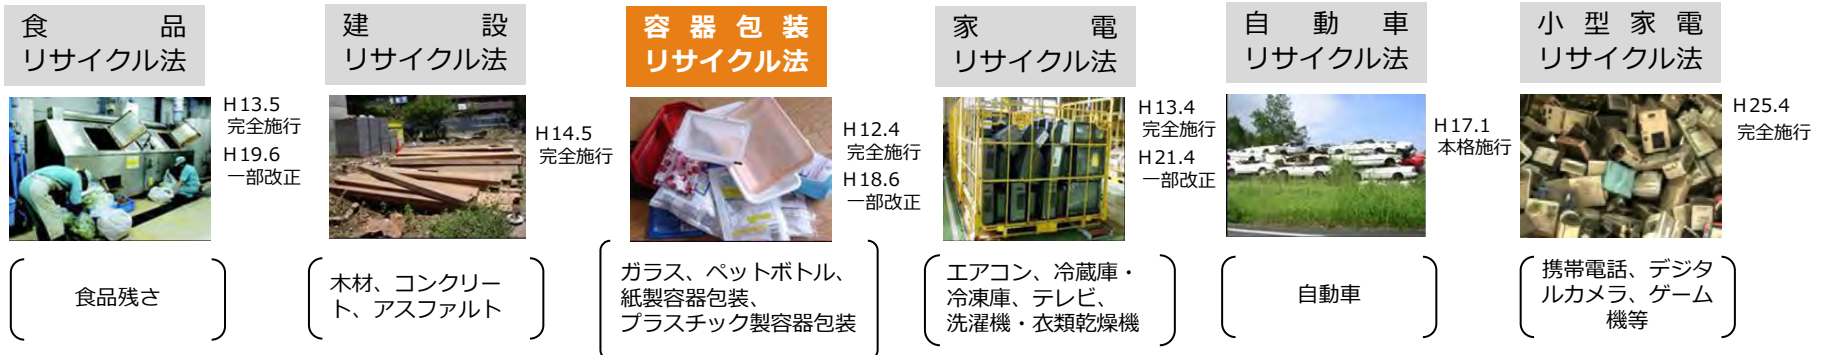 食品
リサイクル法
H13.5
完全施行
H19.6
一部改正
食品残さ
建設
リサイクル法
H14.5
完全施行
木材、コンクリー
ト、アスファルト
容器包装
リサイクル法
H12.4
完全施行
H18.6
一部改正
ガラス、ペットボトル、
紙製容器包装、
プラスチック製容器包装
家電
リサイクル法
H13.4
完全施行
H21.4
一部改正
エアコン、冷蔵庫・
冷凍庫、テレビ、
洗濯機・衣類乾燥機
自動車
リサイクル法
H17.1
本格施行
自動車
小型家電
リサイクル法
H25.4
完全施行
携帯電話、デジタ
ルカメラ、ゲーム
機等